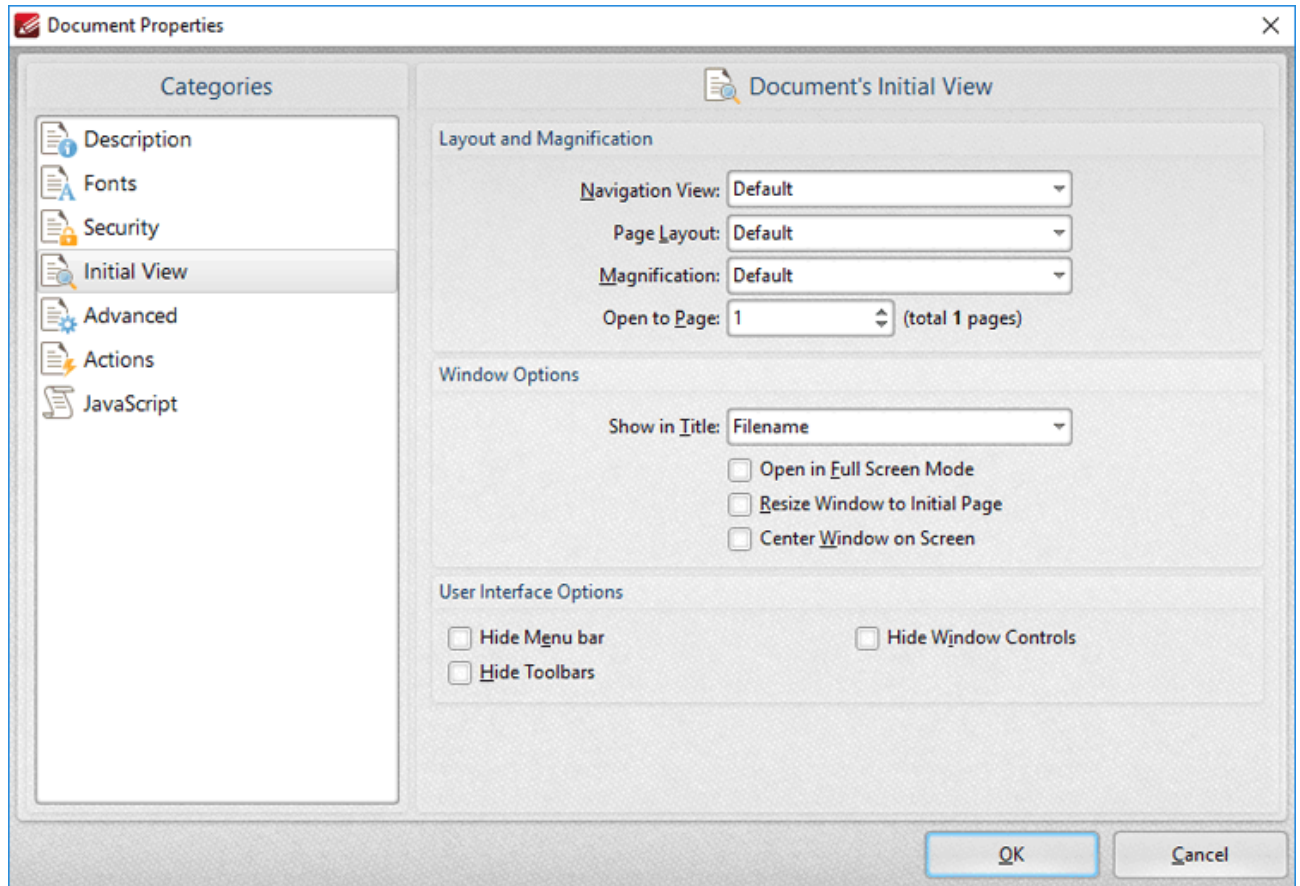 Document Properties
Categories
Description
Fonts
Security
Initial View
Advanced
Actions
JavaScript
Document's Initial View
Layout and Magnification
Navigation View: Default
Page Layout: Default
Magnification: Default
Open to Page: 1 (total 1 pages)
Window Options
Show in Title: Filename
Open in Full Screen Mode
Resize Window to Initial Page
Center Window on Screen
User Interface Options
Hide Menu bar Hide Window Controls
Hide Toolbars
OK Cancel